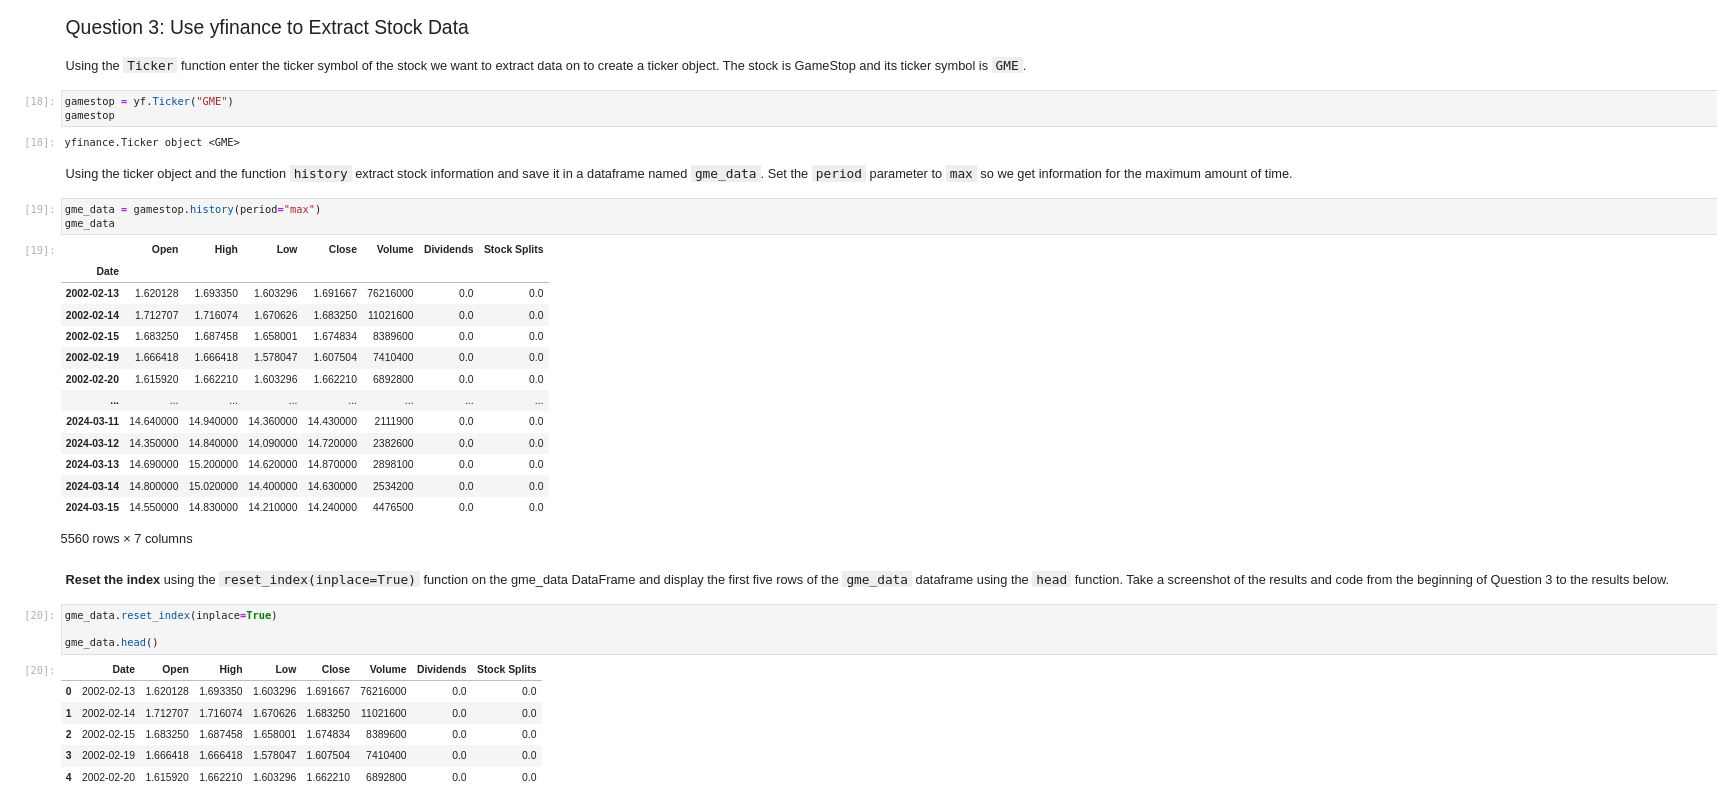 Question 3: Use yfinance to Extract Stock Data
Using the Ticker function enter the ticker symbol of the stock we want to extract data on to create a ticker object. The stock is GameStop and its ticker symbol is GME.
[18]: gamestop = yf.Ticker("GME")
gamestop
[18]: yfinance.Ticker object <GME>
Using the ticker object and the function history extract stock information and save it in a dataframe named gme_data. Set the period parameter to max so we get information for the maximum amount of time.
[19]: gme_data = gamestop.history(period="max")
gme_data
[19]: Open High Low Close Volume Dividends Stock Splits
Date
2002-02-13 1.620128 1.693350 1.603296 1.691667 76216000 0.0 0.0
2002-02-14 1.712707 1.716074 1.670626 1.683250 11021600 0.0 0.0
2002-02-15 1.683250 1.687458 1.658001 1.674834 8389600 0.0 0.0
2002-02-19 1.666418 1.666418 1.578047 1.607504 7410400 0.0 0.0
2002-02-20 1.615920 1.662210 1.603296 1.662210 6892800 0.0 0.0
... ... ... ... ... ... ... ...
2024-03-11 14.640000 14.940000 14.360000 14.430000 2111900 0.0 0.0
2024-03-12 14.350000 14.840000 14.090000 14.720000 2382600 0.0 0.0
2024-03-13 14.690000 15.200000 14.620000 14.870000 2898100 0.0 0.0
2024-03-14 14.800000 15.020000 14.400000 14.630000 2534200 0.0 0.0
2024-03-15 14.550000 14.830000 14.210000 14.240000 4476500 0.0 0.0
5560 rows × 7 columns
Reset the index using the reset_index(inplace=True) function on the gme_data DataFrame and display the first five rows of the gme_data dataframe using the head function. Take a screenshot of the results and code from the beginning of Question 3 to the results below.
[20]: gme_data.reset_index(inplace=True)
gme_data.head()
[20]: Date Open High Low Close Volume Dividends Stock Splits
0 2002-02-13 1.620128 1.693350 1.603296 1.691667 76216000 0.0 0.0
1 2002-02-14 1.712707 1.716074 1.670626 1.683250 11021600 0.0 0.0
2 2002-02-15 1.683250 1.687458 1.658001 1.674834 8389600 0.0 0.0
3 2002-02-19 1.666418 1.666418 1.578047 1.607504 7410400 0.0 0.0
4 2002-02-20 1.615920 1.662210 1.603296 1.662210 6892800 0.0 0.0